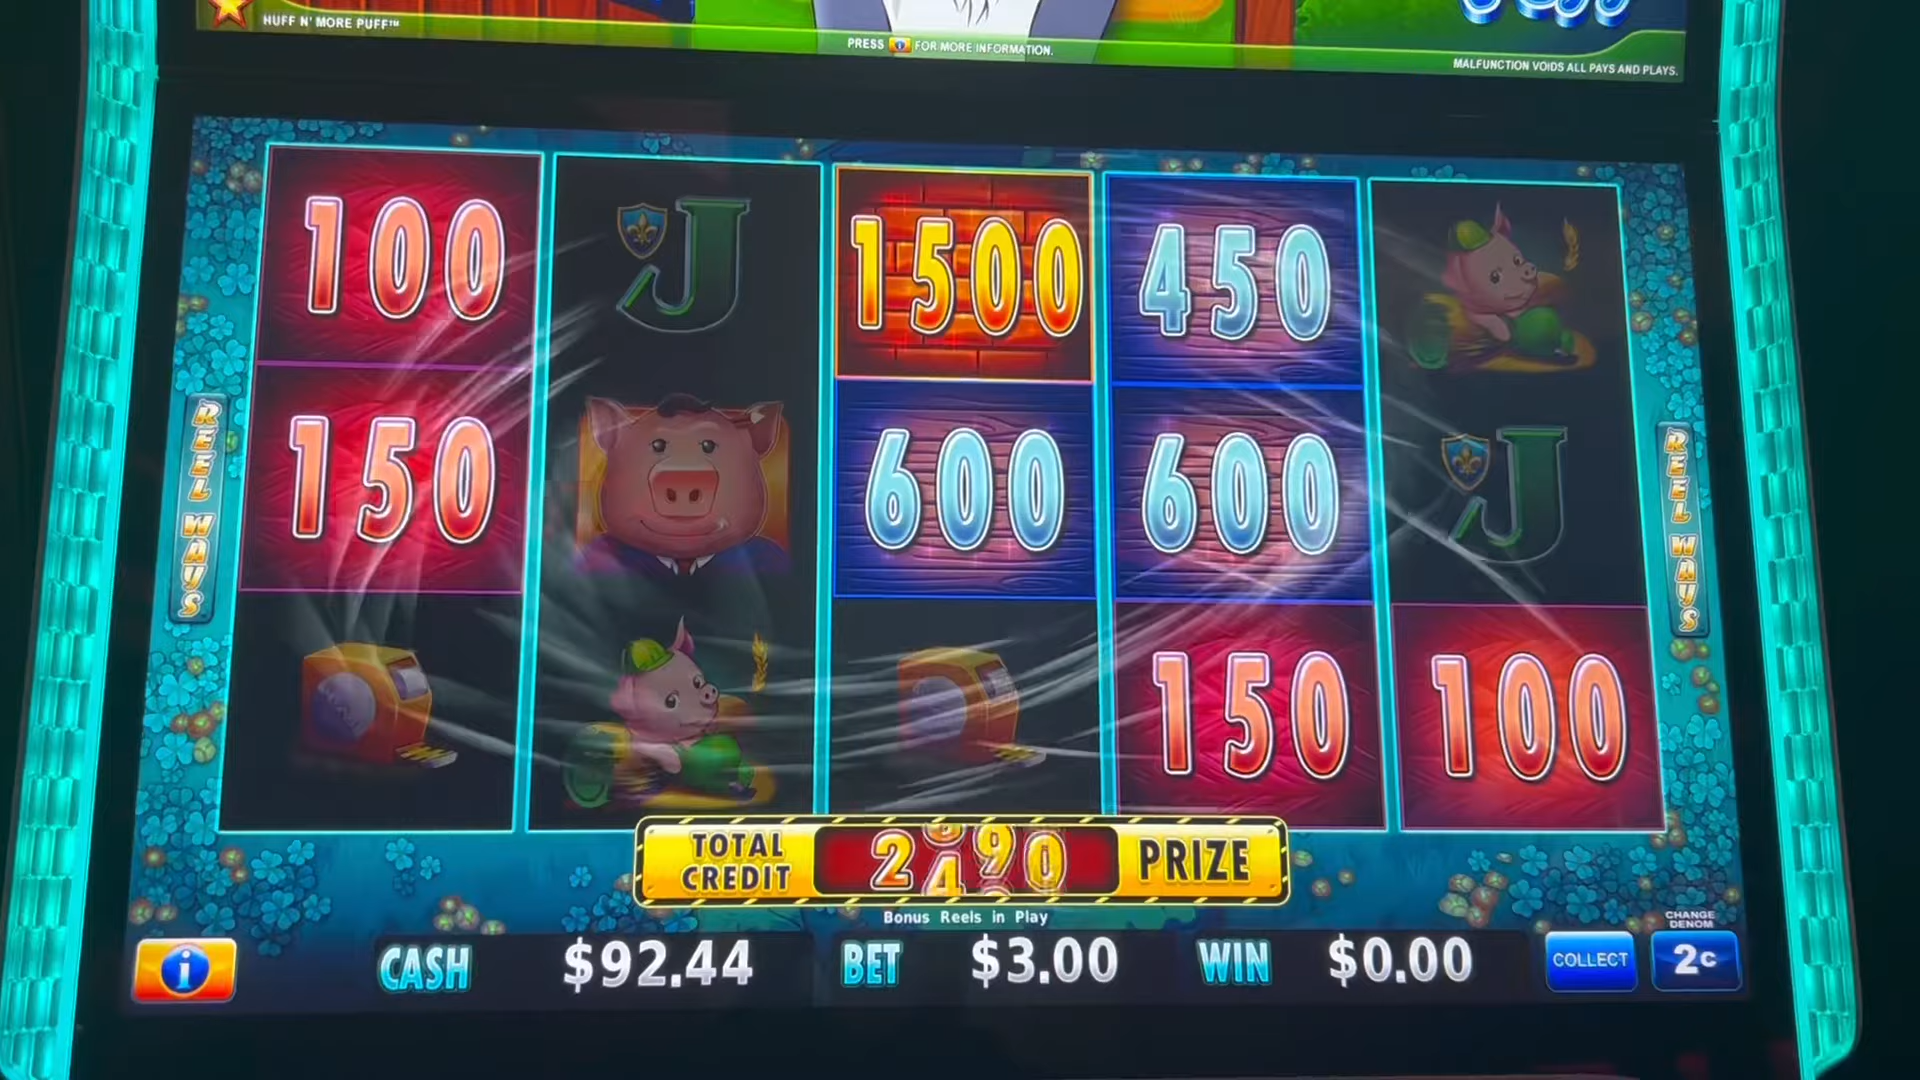 HUFF N' MORE PUFF™
PRESS i FOR MORE INFORMATION.
MALFUNCTION VOIDS ALL PAYS AND PLAYS.
100 J 1500 450
150 600 600 J
150 100
REEL WAYS
REEL WAYS
TOTAL CREDIT PRIZE
Bonus Reels in Play
i CASH $92.44 BET $3.00 WIN $0.00 COLLECT
CHANGE DENOM
2¢